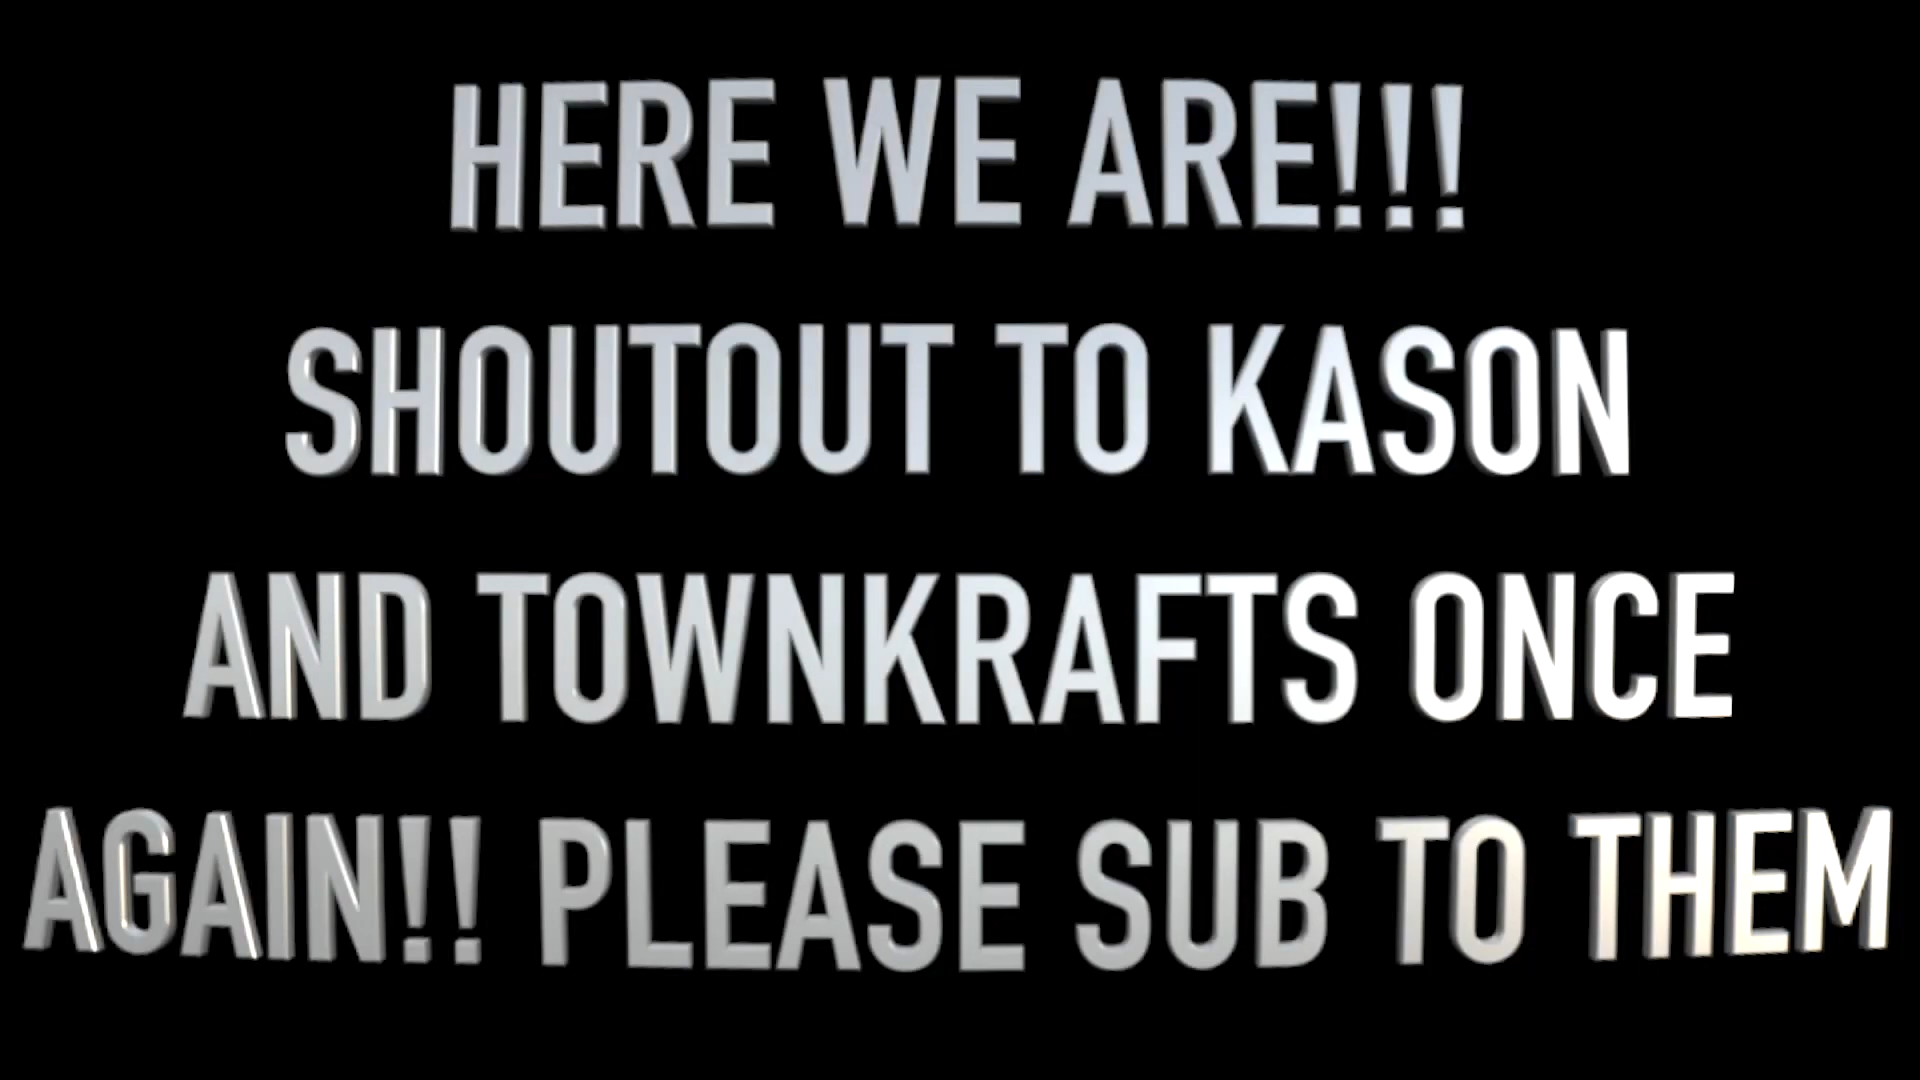 HERE WE ARE!!!
SHOUTOUT TO KASON
AND TOWNKRAFTS ONCE
AGAIN!! PLEASE SUB TO THEM